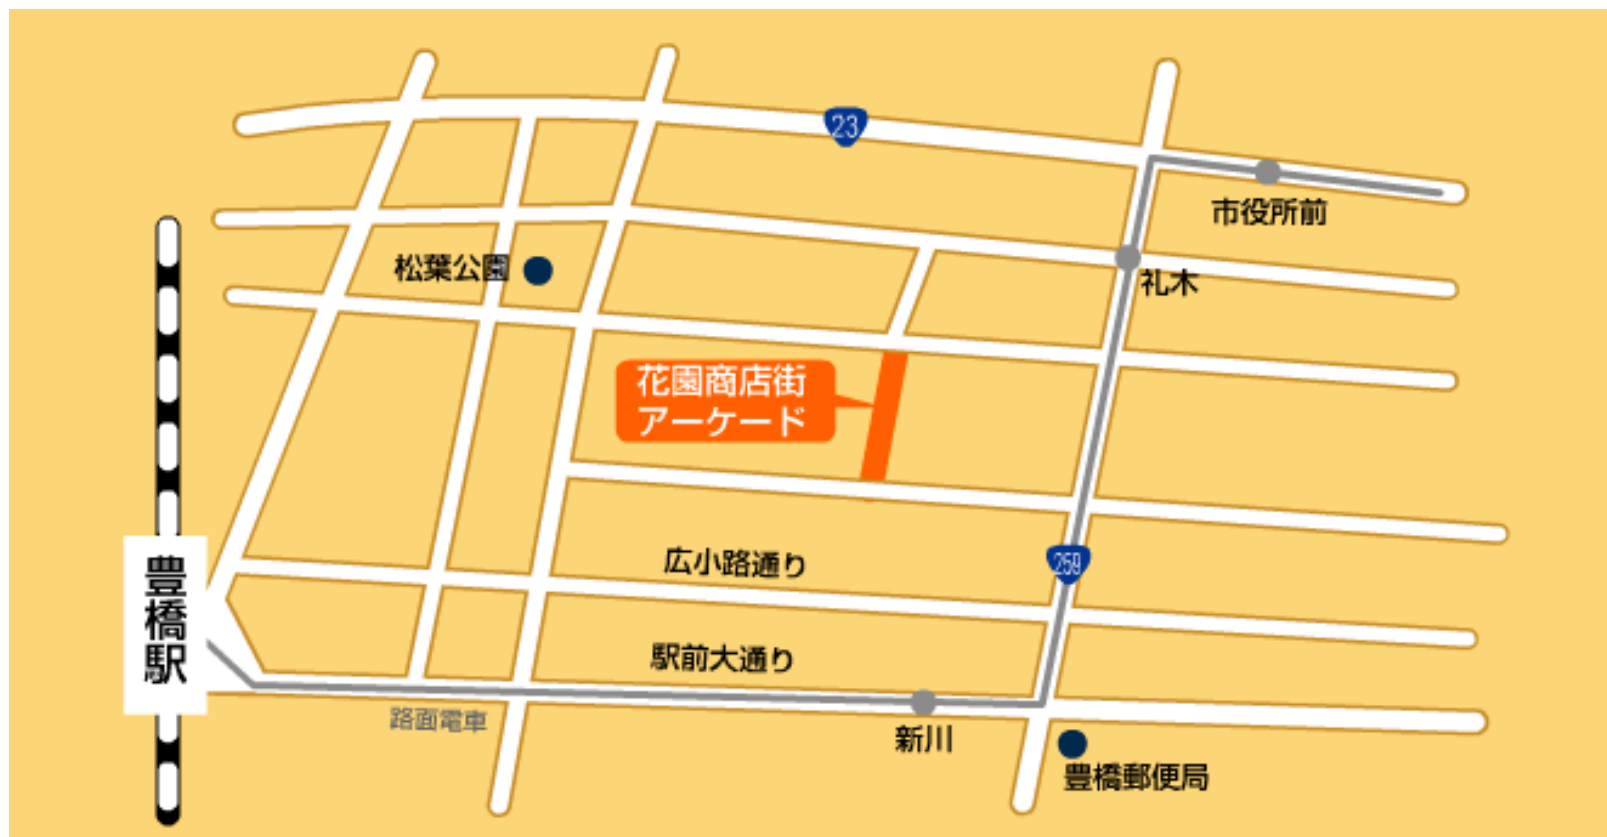 23
市役所前
松葉公園
礼木
花園商店街
アーケード
広小路通り
259
豊橋駅
駅前大通り
路面電車
新川
豊橋郵便局